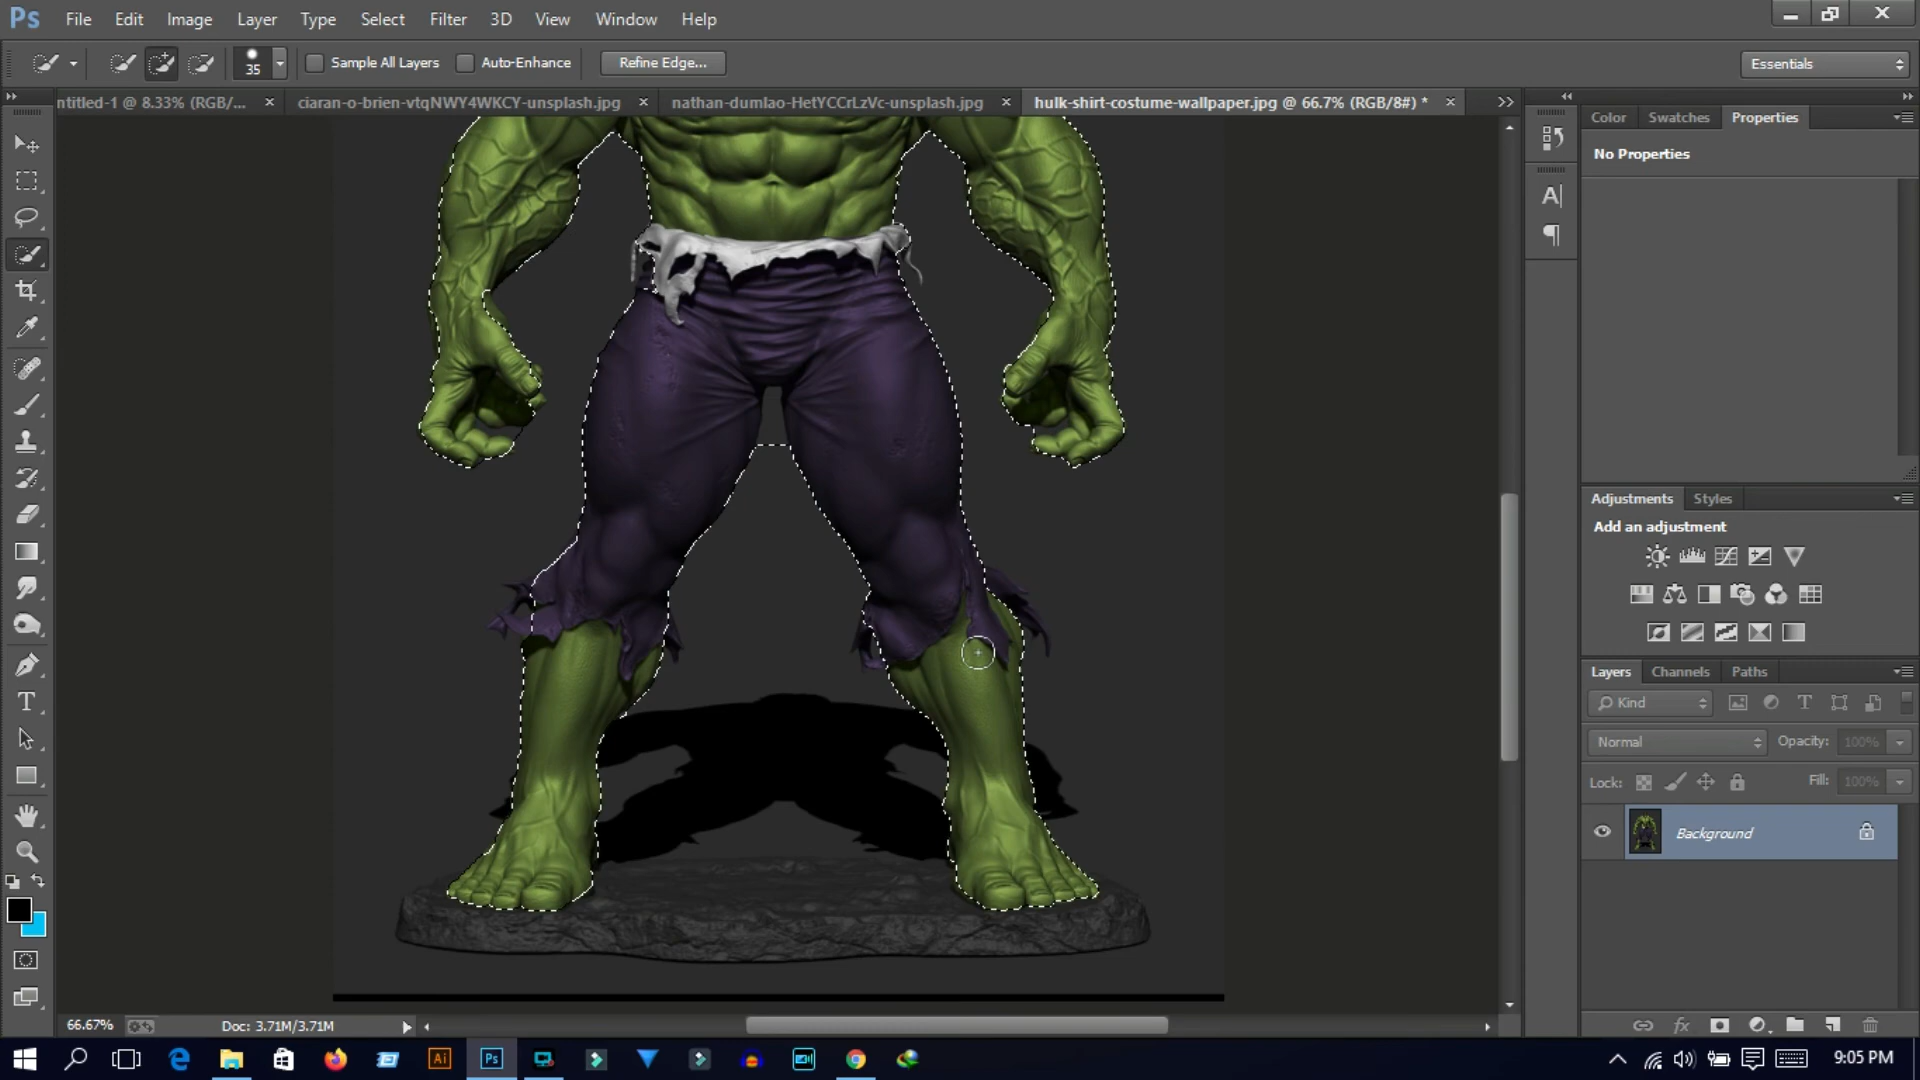 Ps File Edit Image Layer Type Select Filter 3D View Window Help
35 Sample All Layers Auto-Enhance Refine Edge... Essentials
ntitled-1 @ 8.33% (RGB/... × ciaran-o-brien-vtqNWY4WKCY-unsplash.jpg × nathan-dumlao-HetYCCrLzVc-unsplash.jpg × hulk-shirt-costume-wallpaper.jpg @ 66.7% (RGB/8#) * ×
Color Swatches Properties
No Properties
Adjustments Styles
Add an adjustment
Layers Channels Paths
Kind
Normal Opacity: 100%
Lock: Fill: 100%
Background
66.67% Doc: 3.71M/3.71M
Ai Ps 9:05 PM